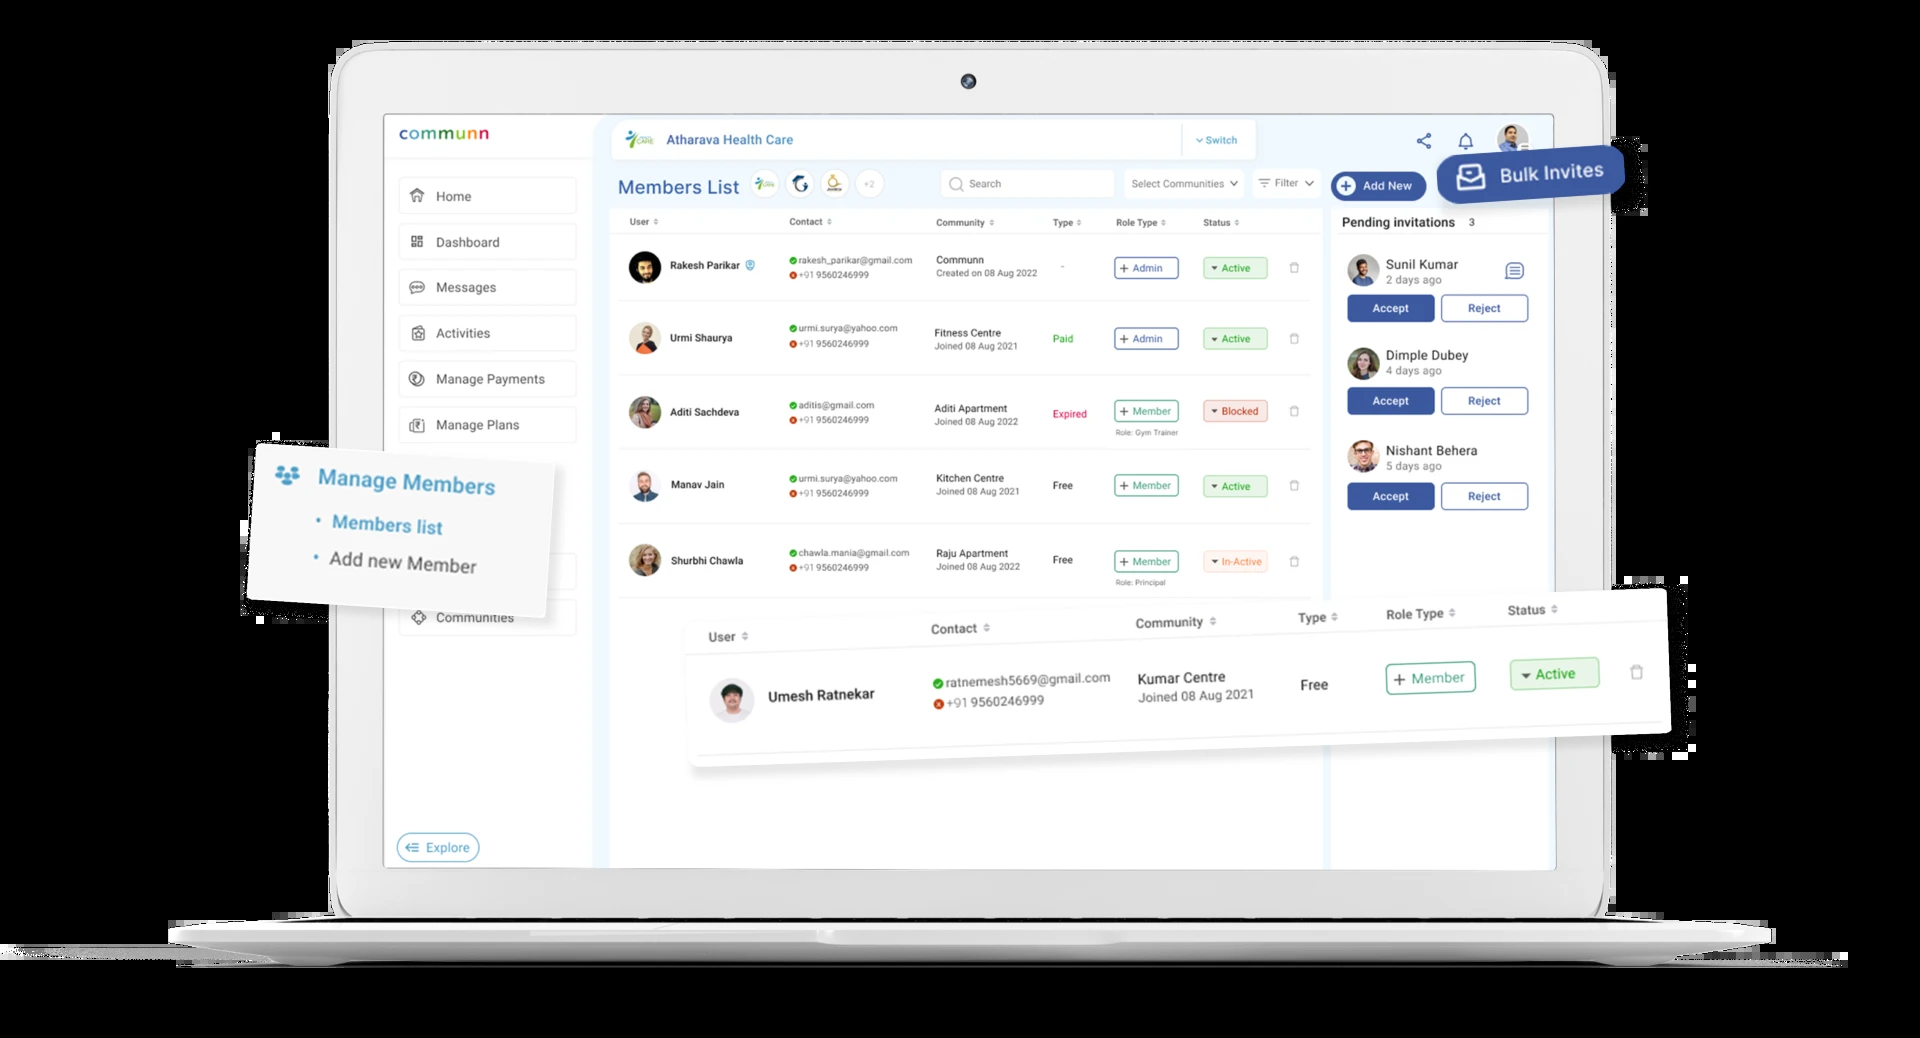 communn
Atharava Health Care
Switch
Bulk Invites
Members List
+2
Search
Select Communities
Filter
Add New
Home
Dashboard
Messages
Activities
Manage Payments
Manage Plans
Manage Members
• Members list
• Add new Member
Communities
Explore
User Contact Community Type Role Type Status
Rakesh Parikar
rakesh_parikar@gmail.com
+91 9560246999
Communn
Created on 08 Aug 2022
-
+ Admin
Active
Urmi Shaurya
urmi.surya@yahoo.com
+91 9560246999
Fitness Centre
Joined 08 Aug 2021
Paid
+ Admin
Active
Aditi Sachdeva
aditis@gmail.com
+91 9560246999
Aditi Apartment
Joined 08 Aug 2022
Expired
+ Member
Role: Gym Trainer
Blocked
Manav Jain
urmi.surya@yahoo.com
+91 9560246999
Kitchen Centre
Joined 08 Aug 2021
Free
+ Member
Active
Shurbhi Chawla
chawla.mania@gmail.com
+91 9560246999
Raju Apartment
Joined 08 Aug 2022
Free
+ Member
Role: Principal
In-Active
User Contact Community Type Role Type Status
Umesh Ratnekar
ratnemesh5669@gmail.com
+91 9560246999
Kumar Centre
Joined 08 Aug 2021
Free
+ Member
Active
Pending invitations 3
Sunil Kumar
2 days ago
Accept Reject
Dimple Dubey
4 days ago
Accept Reject
Nishant Behera
5 days ago
Accept Reject